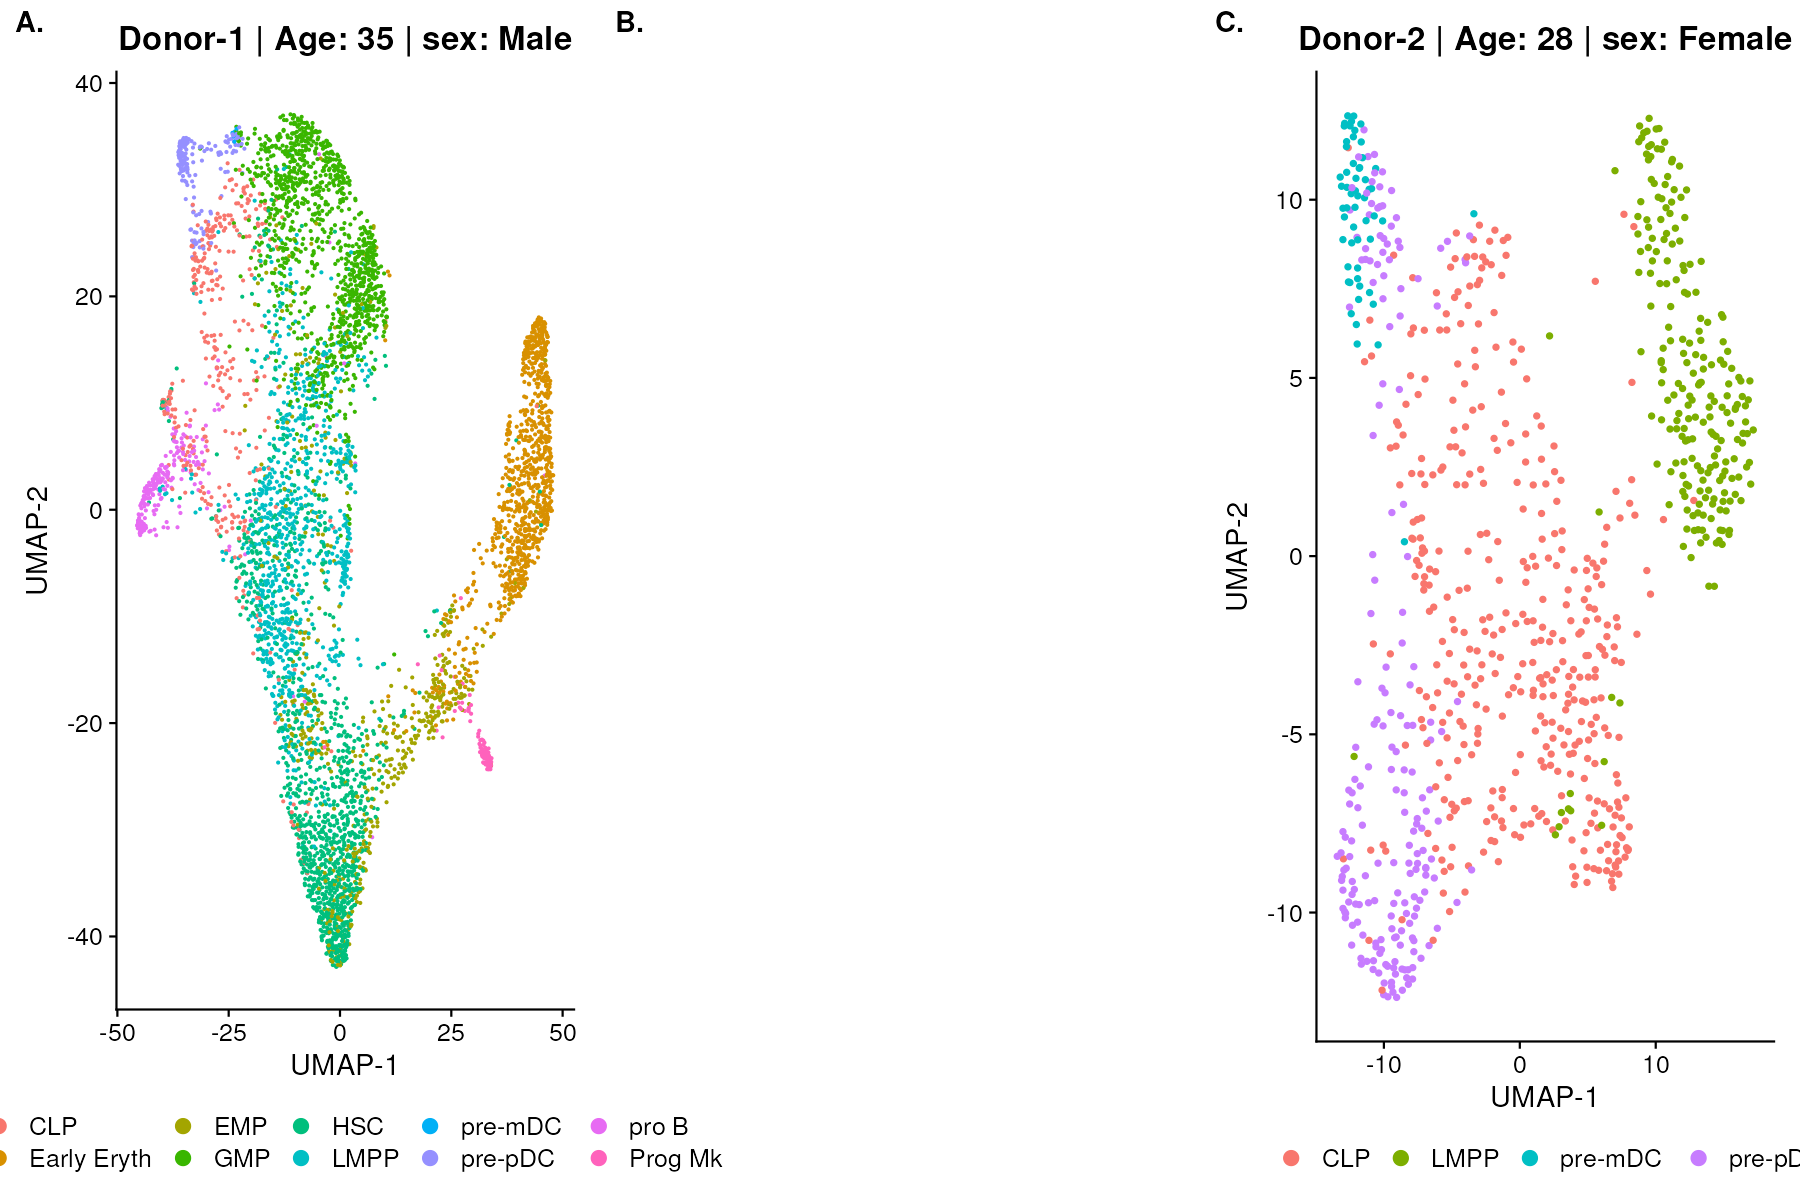 A.
Donor-1 | Age: 35 | sex: Male
40
20
0
-20
-40
UMAP-2
-50 -25 0 25 50
UMAP-1
CLP EMP HSC pre-mDC pro B
Early Eryth GMP LMPP pre-pDC Prog Mk
B.
C.
Donor-2 | Age: 28 | sex: Female
10
5
0
-5
-10
UMAP-2
-10 0 10
UMAP-1
CLP LMPP pre-mDC pre-pD